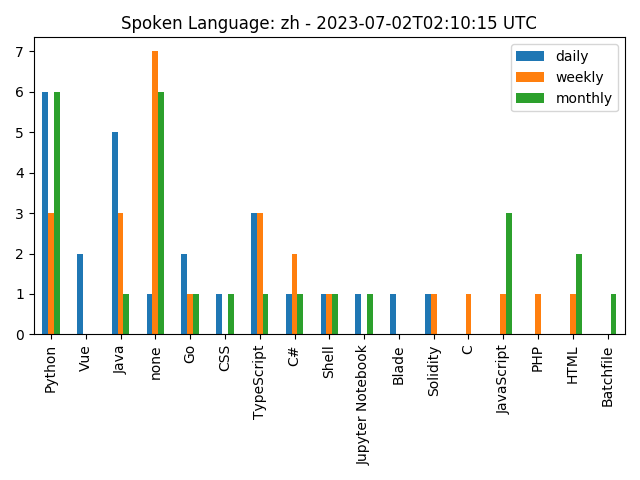 Spoken Language: zh - 2023-07-02T02:10:15 UTC
daily
weekly
monthly
7
6
5
4
3
2
1
0
Python
Vue
Java
none
Go
CSS
TypeScript
C#
Shell
Jupyter Notebook
Blade
Solidity
C
JavaScript
PHP
HTML
Batchfile